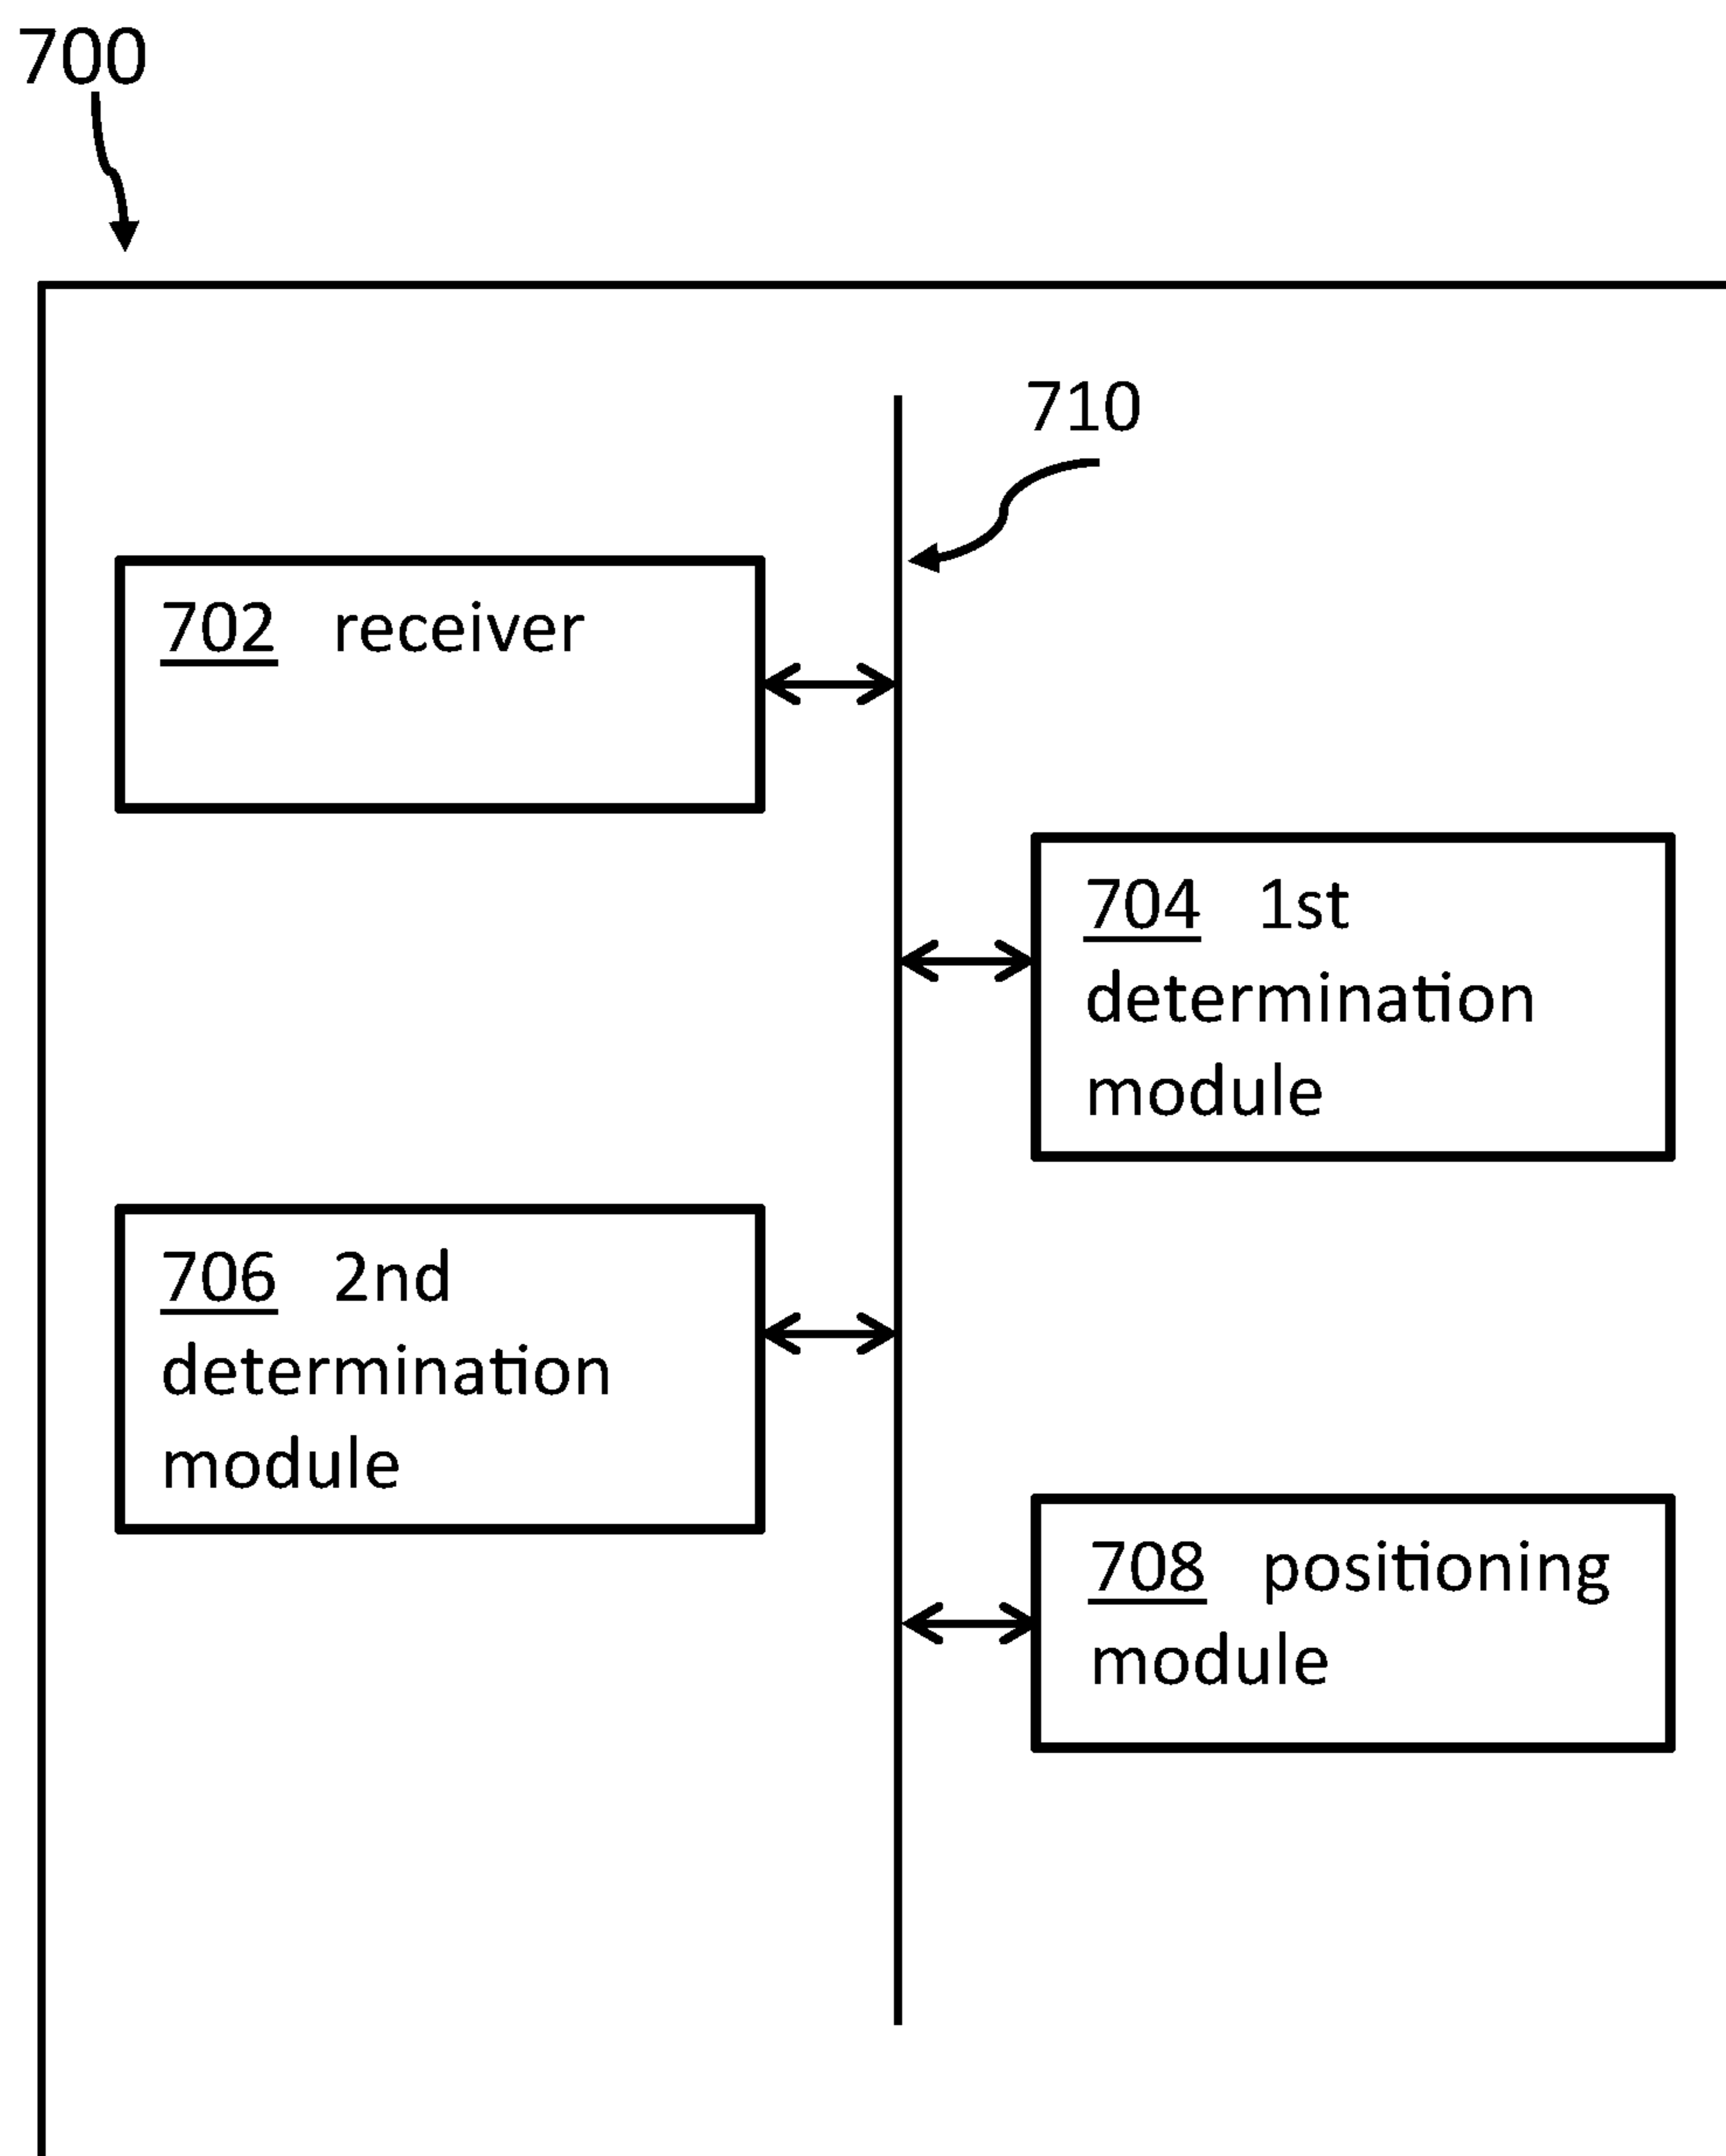 700
710
702 receiver
704 1st
determination
module
706 2nd
determination
module
708 positioning
module